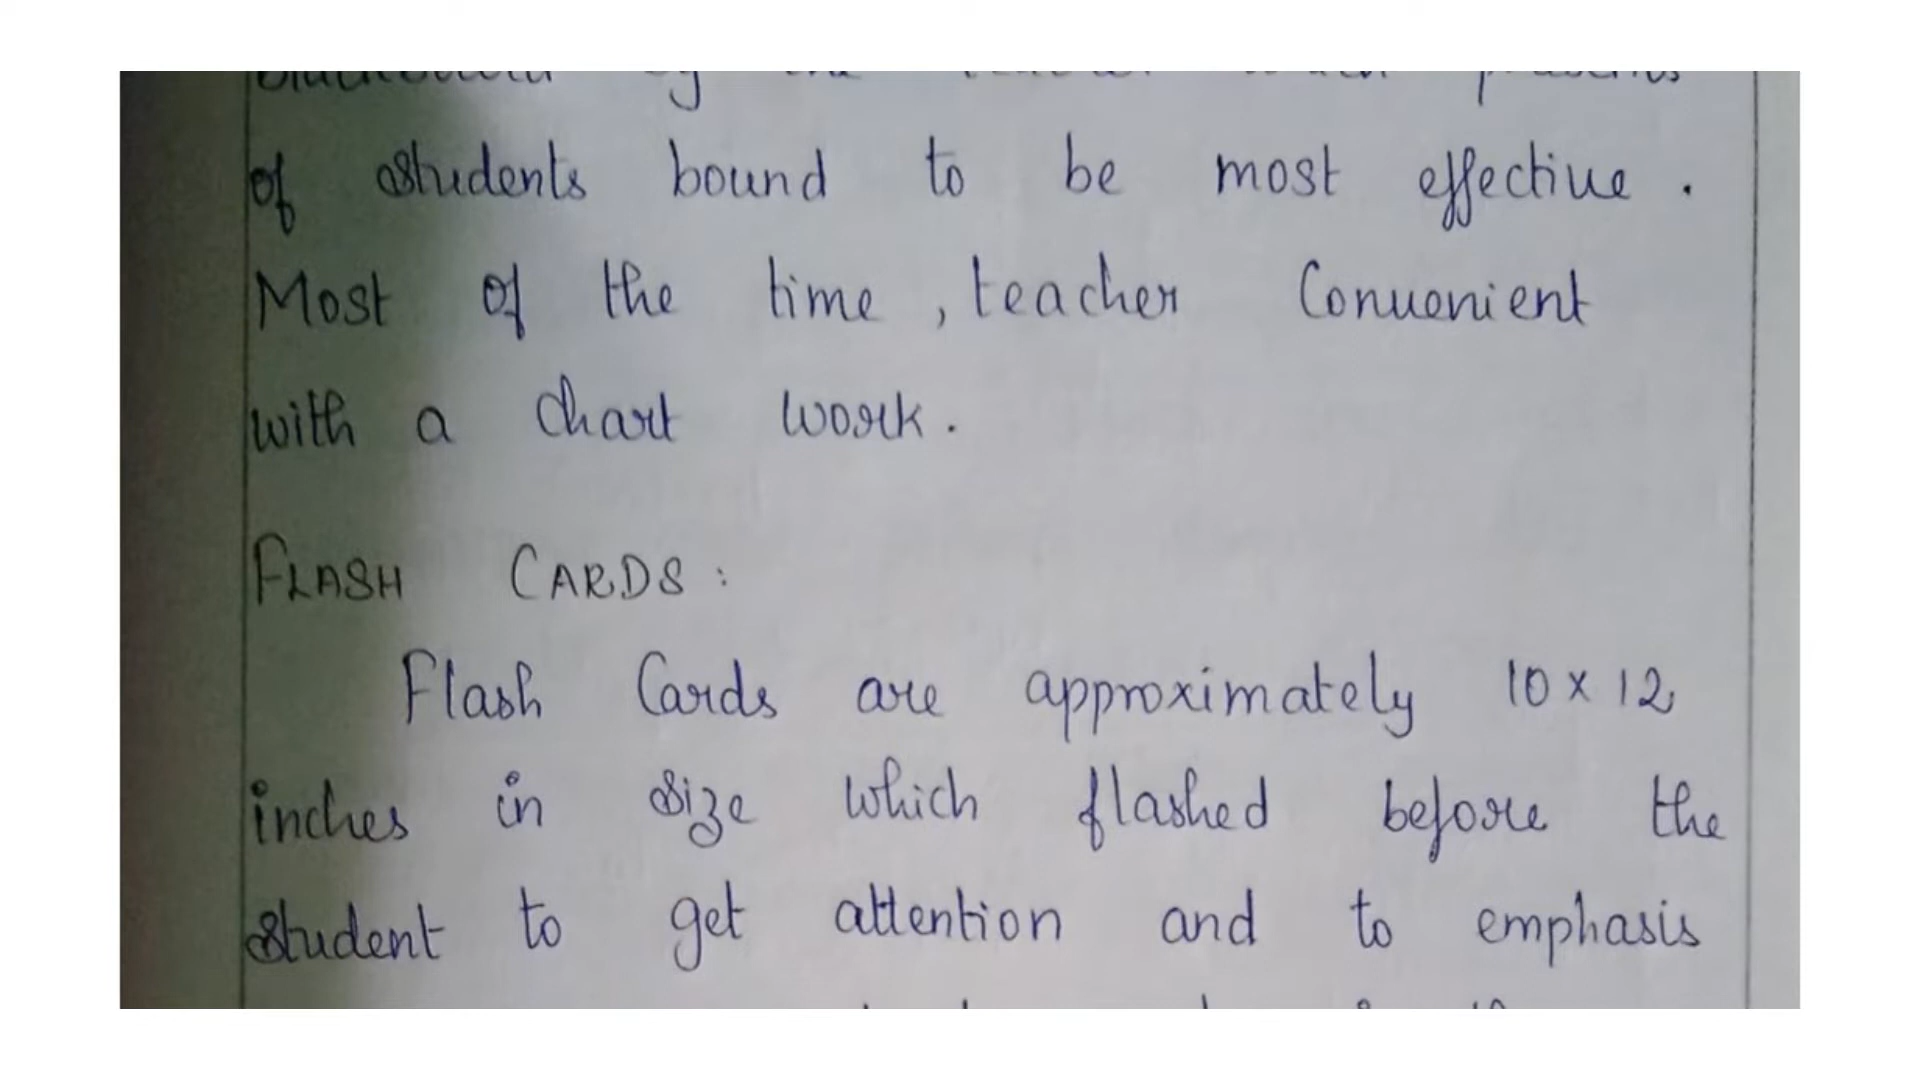 by the
of students bound to be most effective.
Most of the time, teacher Convenient
with a chart work.
FLASH CARDS:
Flash Cards are approximately 10 x 12
inches in size which flashed before the
student to get attention and to emphasis